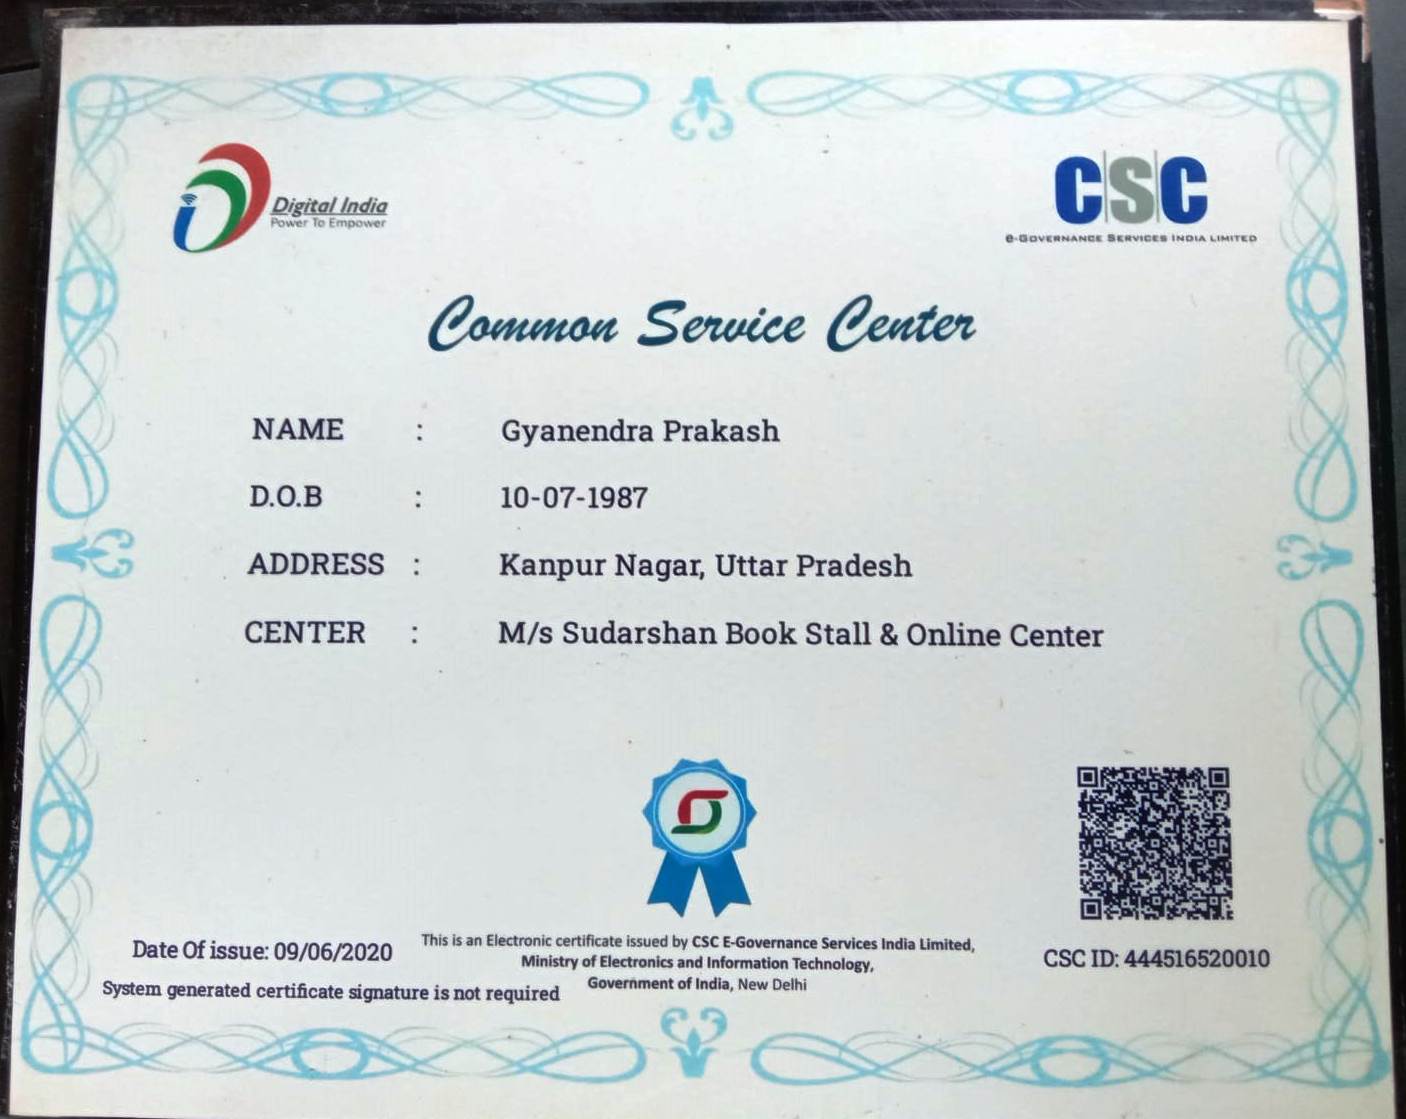 Digital India
Power To Empower
CSC
e-Governance Services India Limited
Common Service Center
NAME : Gyanendra Prakash
D.O.B : 10-07-1987
ADDRESS : Kanpur Nagar, Uttar Pradesh
CENTER : M/s Sudarshan Book Stall & Online Center
Date Of issue: 09/06/2020
System generated certificate signature is not required
This is an Electronic certificate issued by CSC E-Governance Services India Limited,
Ministry of Electronics and Information Technology,
Government of India, New Delhi
CSC ID: 444516520010